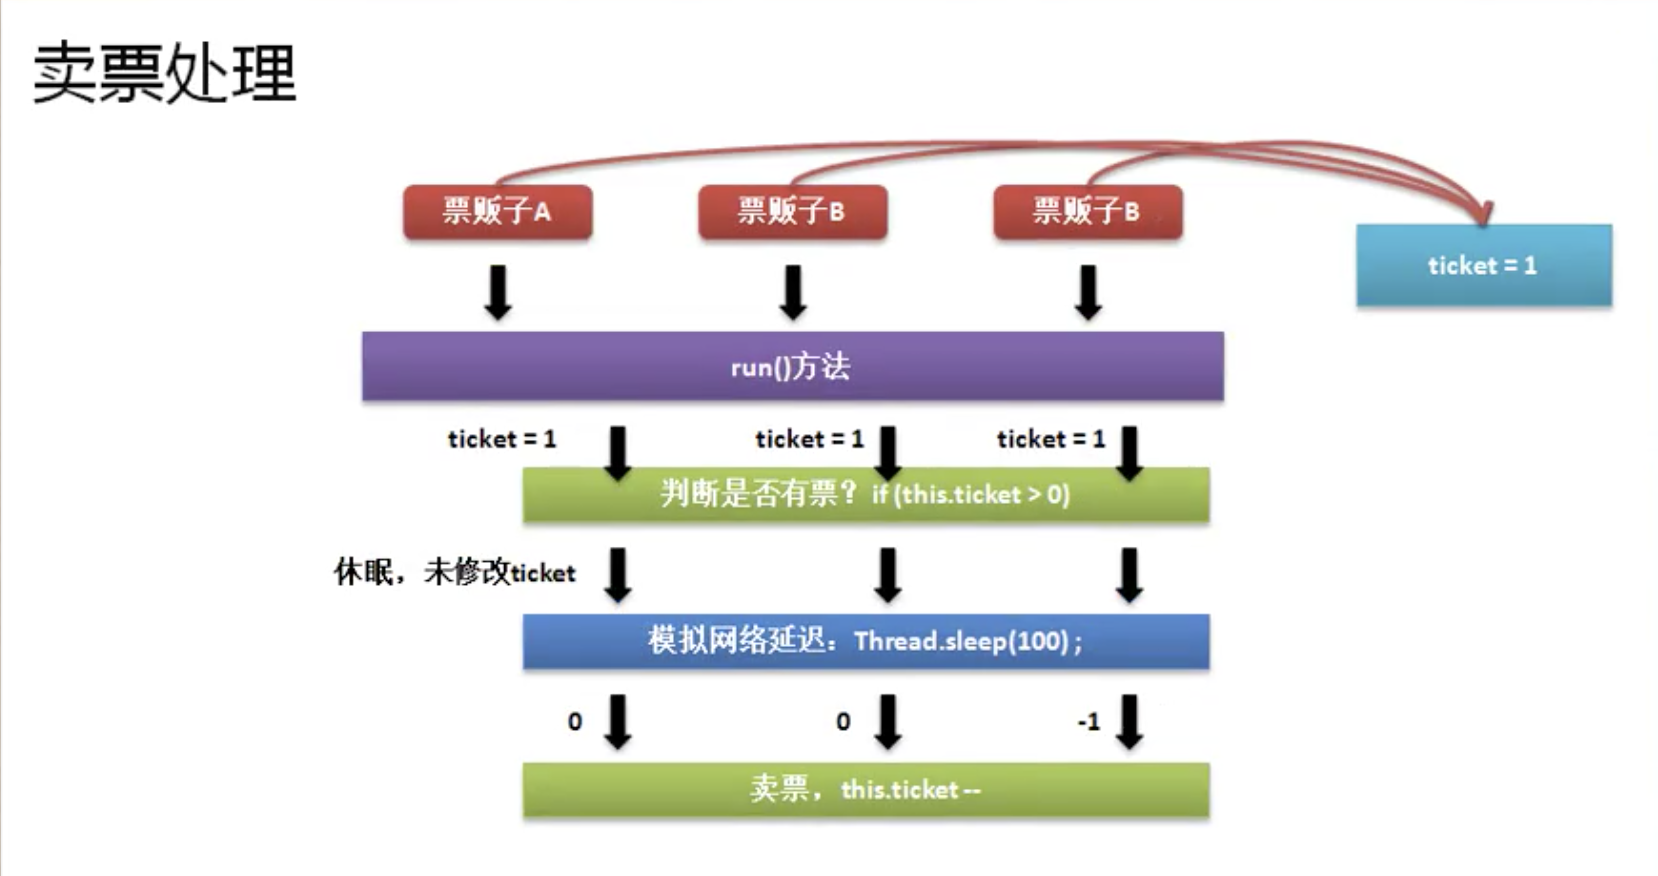 卖票处理
票贩子A
票贩子B
票贩子B
ticket = 1
run()方法
ticket = 1
ticket = 1
ticket = 1
判断是否有票？if (this.ticket > 0)
休眠，未修改ticket
模拟网络延迟：Thread.sleep(100) ;
0
0
-1
卖票，this.ticket --